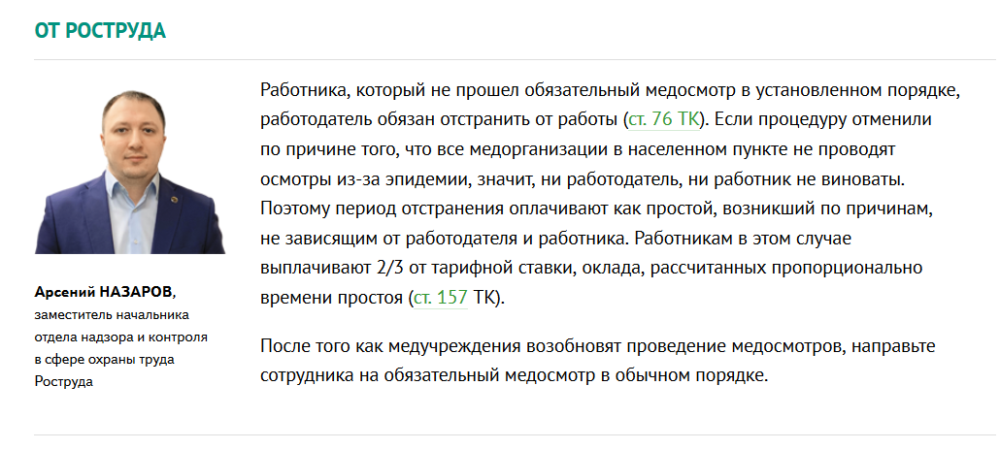 ОТ РОСТРУДА
Работника, который не прошел обязательный медосмотр в установленном порядке,
работодатель обязан отстранить от работы (ст. 76 ТК). Если процедуру отменили
по причине того, что все медорганизации в населенном пункте не проводят
осмотры из-за эпидемии, значит, ни работодатель, ни работник не виноваты.
Поэтому период отстранения оплачивают как простой, возникший по причинам,
не зависящим от работодателя и работника. Работникам в этом случае
выплачивают 2/3 от тарифной ставки, оклада, рассчитанных пропорционально
времени простоя (ст. 157 ТК).
После того как медучреждения возобновят проведение медосмотров, направьте
сотрудника на обязательный медосмотр в обычном порядке.
Арсений НАЗАРОВ,
заместитель начальника
отдела надзора и контроля
в сфере охраны труда
Роструда